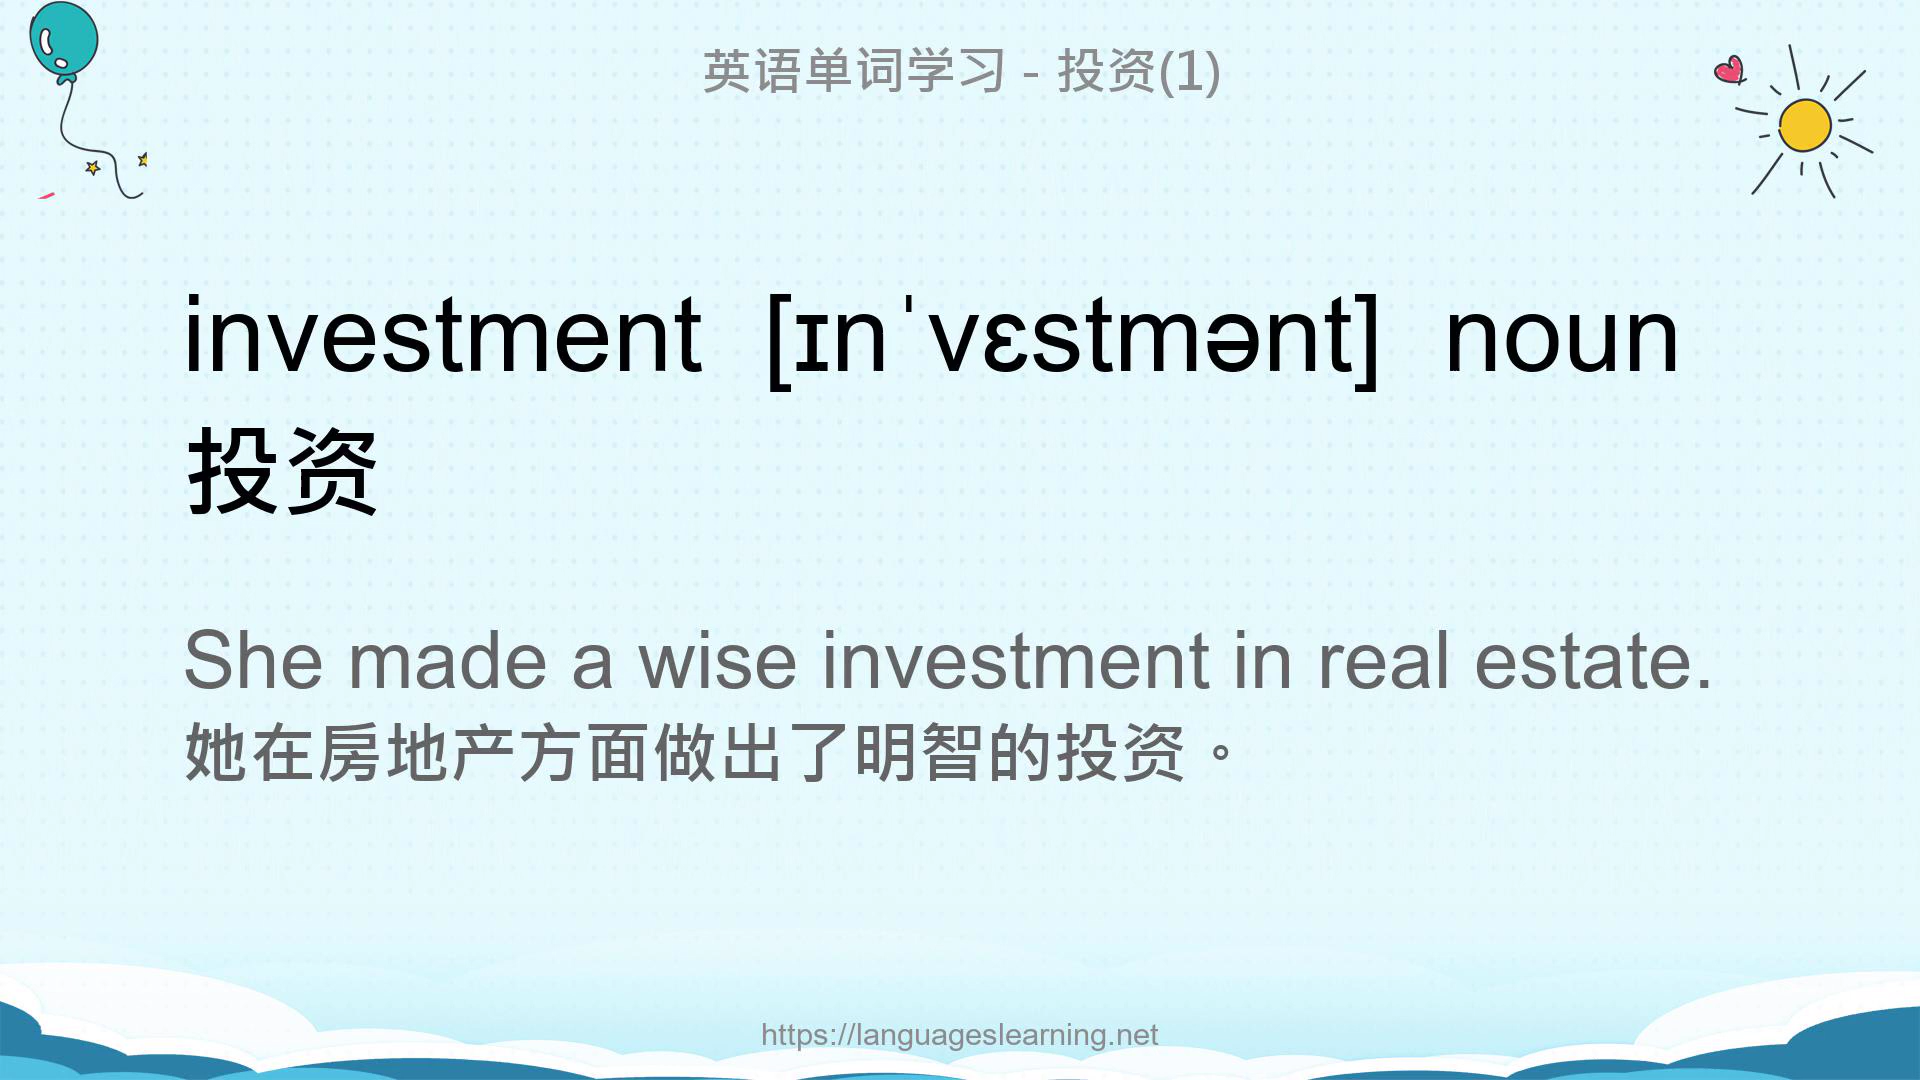 英语单词学习 - 投资(1)
investment [ɪnˈvɛstmənt] noun
投资
She made a wise investment in real estate.
她在房地产方面做出了明智的投资。
https://languageslearning.net